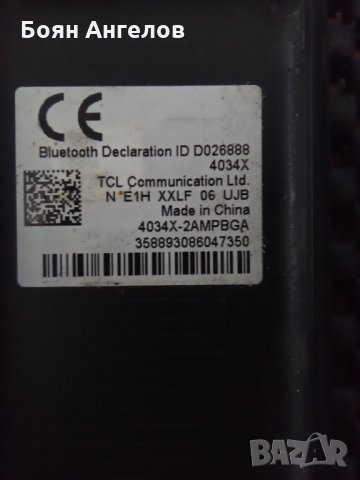 Боян Ангелов
CE
Bluetooth Declaration ID D026888
4034X
TCL Communication Ltd.
N°E1H XXLF 06 UJB
Made in China
4034X-2AMPBGA
358893086047350
BAZAR